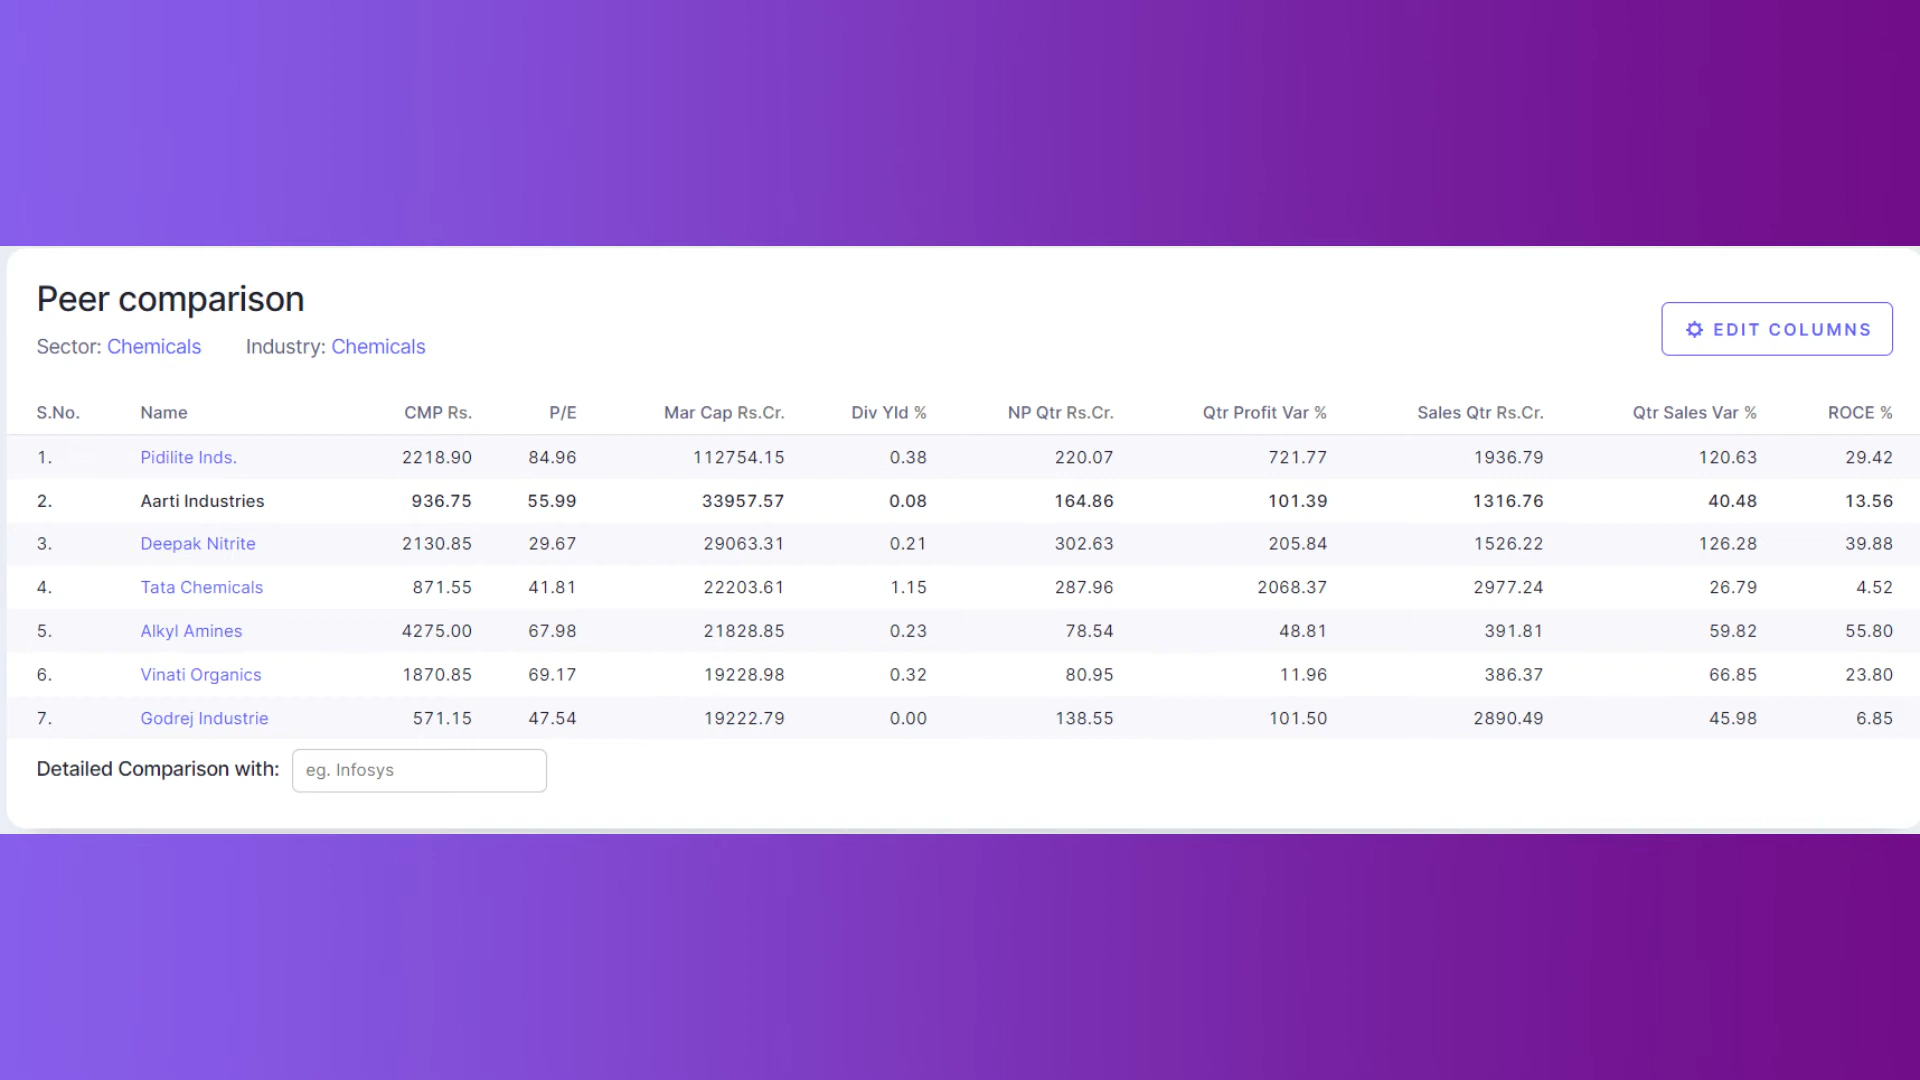 Peer comparison
EDIT COLUMNS
Sector: Chemicals Industry: Chemicals
S.No. Name CMP Rs. P/E Mar Cap Rs.Cr. Div Yld % NP Qtr Rs.Cr. Qtr Profit Var % Sales Qtr Rs.Cr. Qtr Sales Var % ROCE %
1. Pidilite Inds. 2218.90 84.96 112754.15 0.38 220.07 721.77 1936.79 120.63 29.42
2. Aarti Industries 936.75 55.99 33957.57 0.08 164.86 101.39 1316.76 40.48 13.56
3. Deepak Nitrite 2130.85 29.67 29063.31 0.21 302.63 205.84 1526.22 126.28 39.88
4. Tata Chemicals 871.55 41.81 22203.61 1.15 287.96 2068.37 2977.24 26.79 4.52
5. Alkyl Amines 4275.00 67.98 21828.85 0.23 78.54 48.81 391.81 59.82 55.80
6. Vinati Organics 1870.85 69.17 19228.98 0.32 80.95 11.96 386.37 66.85 23.80
7. Godrej Industrie 571.15 47.54 19222.79 0.00 138.55 101.50 2890.49 45.98 6.85
Detailed Comparison with: eg. Infosys